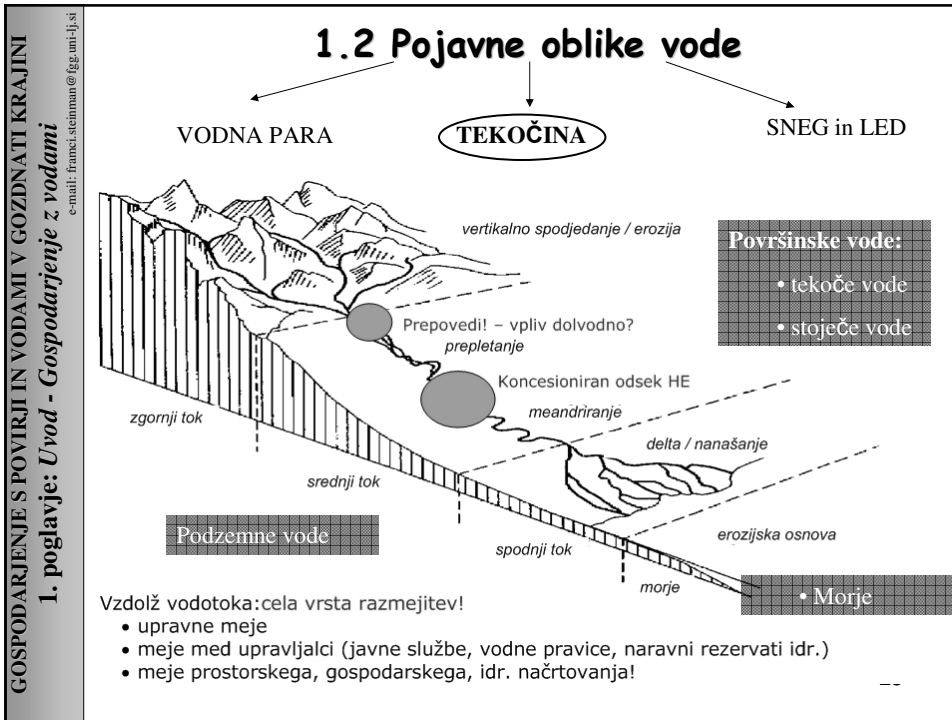 GOSPODARJENJE S POVIRJI IN VODAMI V GOZDNATI KRAJINI
1. poglavje: Uvod - Gospodarjenje z vodami
e-mail: franci.steinman@fgg.uni-lj.si
1.2 Pojavne oblike vode
VODNA PARA
TEKOČINA
SNEG in LED
vertikalno spodjedanje / erozija
Površinske vode:
• tekoče vode
• stoječe vode
Prepovedi! – vpliv dolvodno?
prepletanje
Koncesioniran odsek HE
meandriranje
zgornji tok
delta / nanašanje
srednji tok
Podzemne vode
spodnji tok
erozijska osnova
morje
• Morje
Vzdolž vodotoka:cela vrsta razmejitev!
• upravne meje
• meje med upravljalci (javne službe, vodne pravice, naravni rezervati idr.)
• meje prostorskega, gospodarskega, idr. načrtovanja!